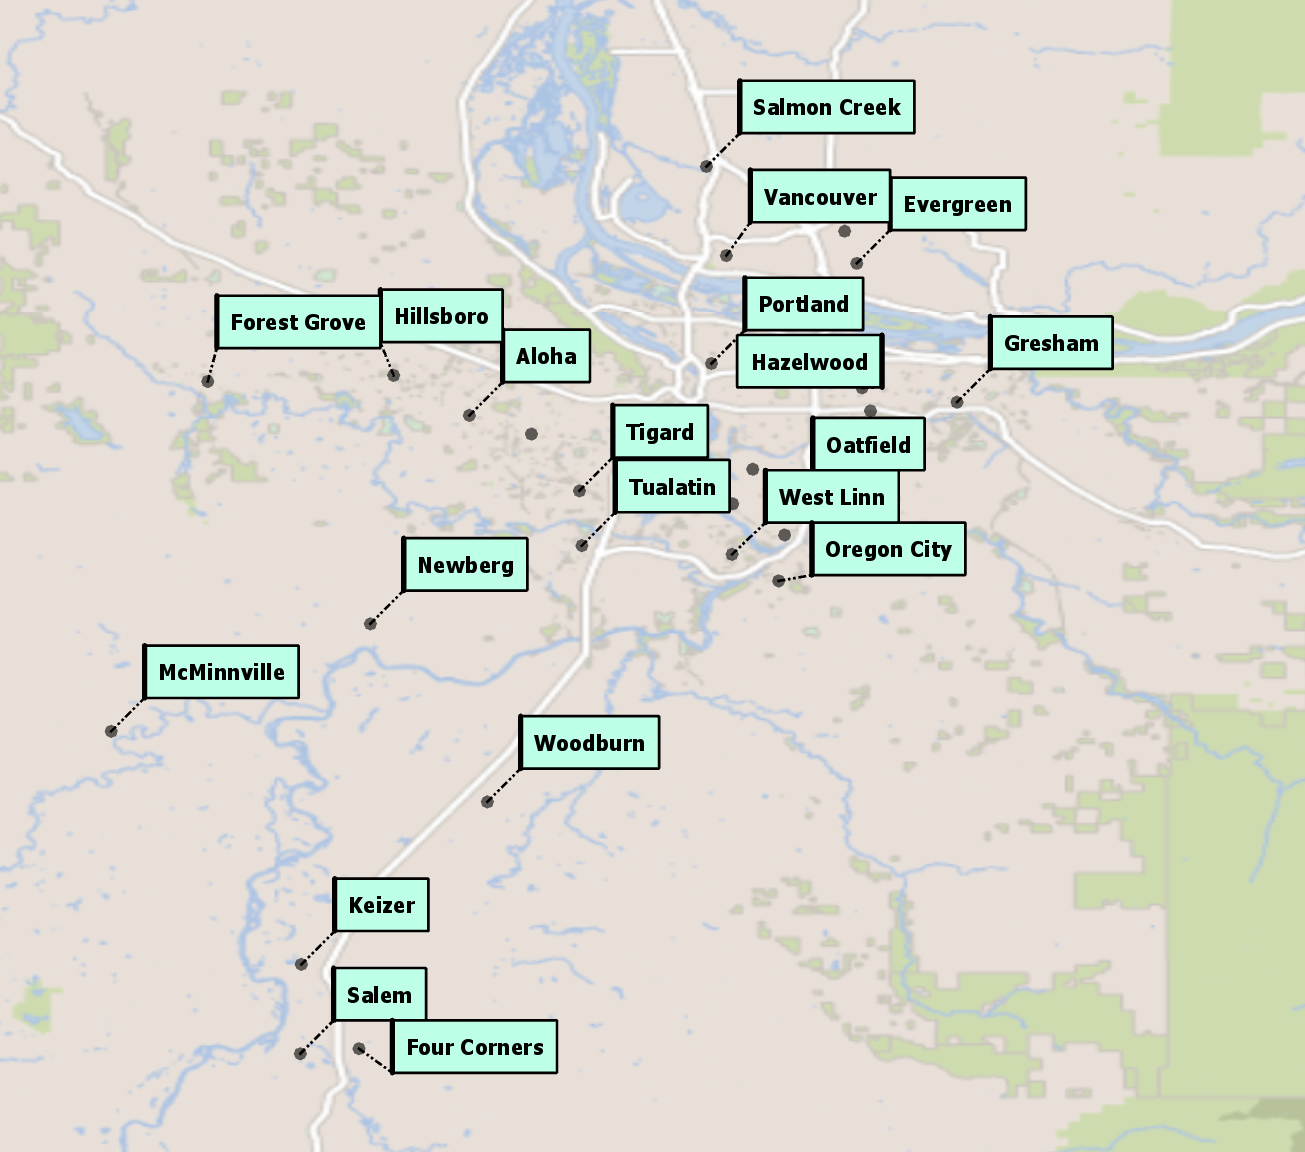 Salmon Creek
Vancouver
Evergreen
Portland
Forest Grove
Hillsboro
Gresham
Aloha
Hazelwood
Tigard
Oatfield
Tualatin
West Linn
Oregon City
Newberg
McMinnville
Woodburn
Keizer
Salem
Four Corners